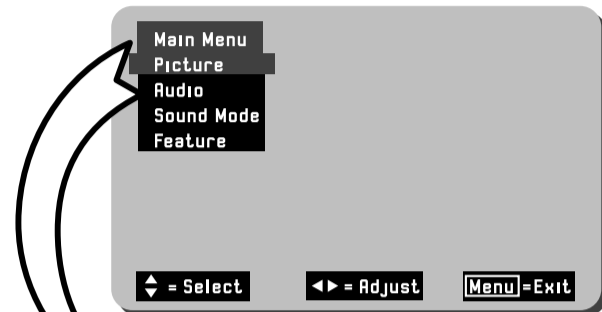 Main Menu
Picture
Audio
Sound Mode
Feature
= Select
= Adjust
Menu =Exit